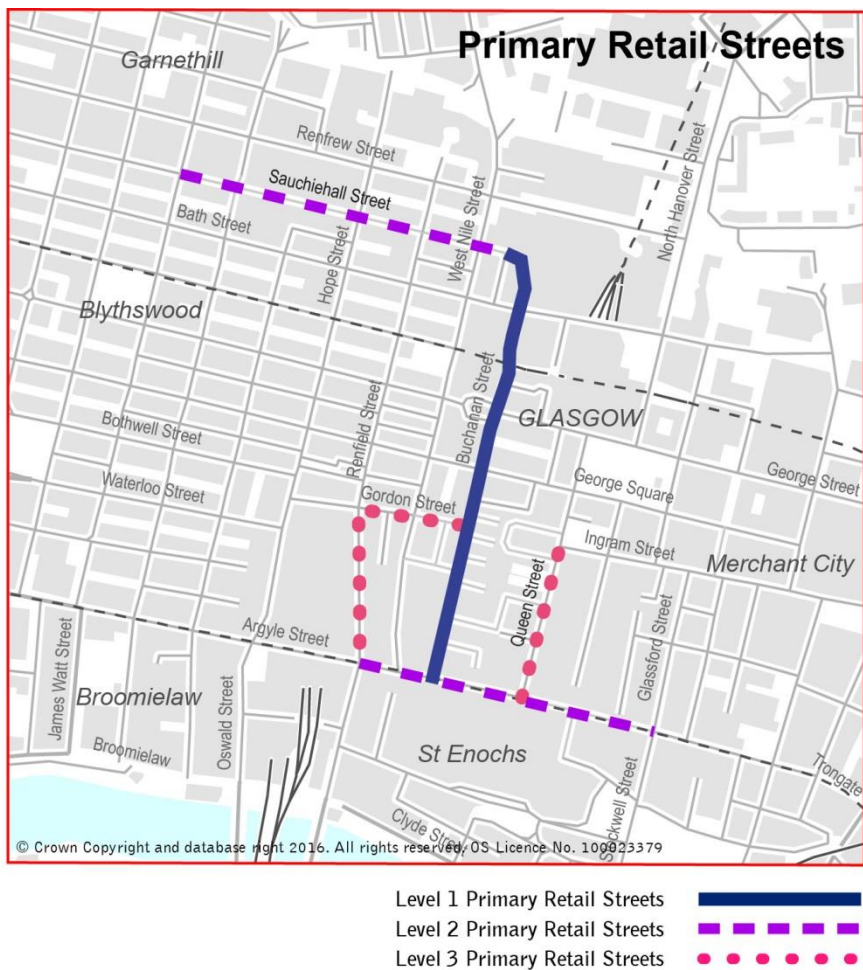 Primary Retail Streets
Garnethill
Renfrew Street
Sauchiehall Street
Bath Street
West Nile Street
North Hanover Street
Hope Street
Blythswood
Buchanan Street
GLASGOW
Renfield Street
Bothwell Street
Waterloo Street
Gordon Street
George Square
George Street
Ingram Street
Merchant City
Queen Street
Argyle Street
Glassford Street
James Watt Street
Broomielaw
Oswald Street
Broomielaw
St Enochs
Trongate
Stockwell Street
Clyde Street
© Crown Copyright and database right 2016. All rights reserved. OS Licence No. 100023379
Level 1 Primary Retail Streets
Level 2 Primary Retail Streets
Level 3 Primary Retail Streets